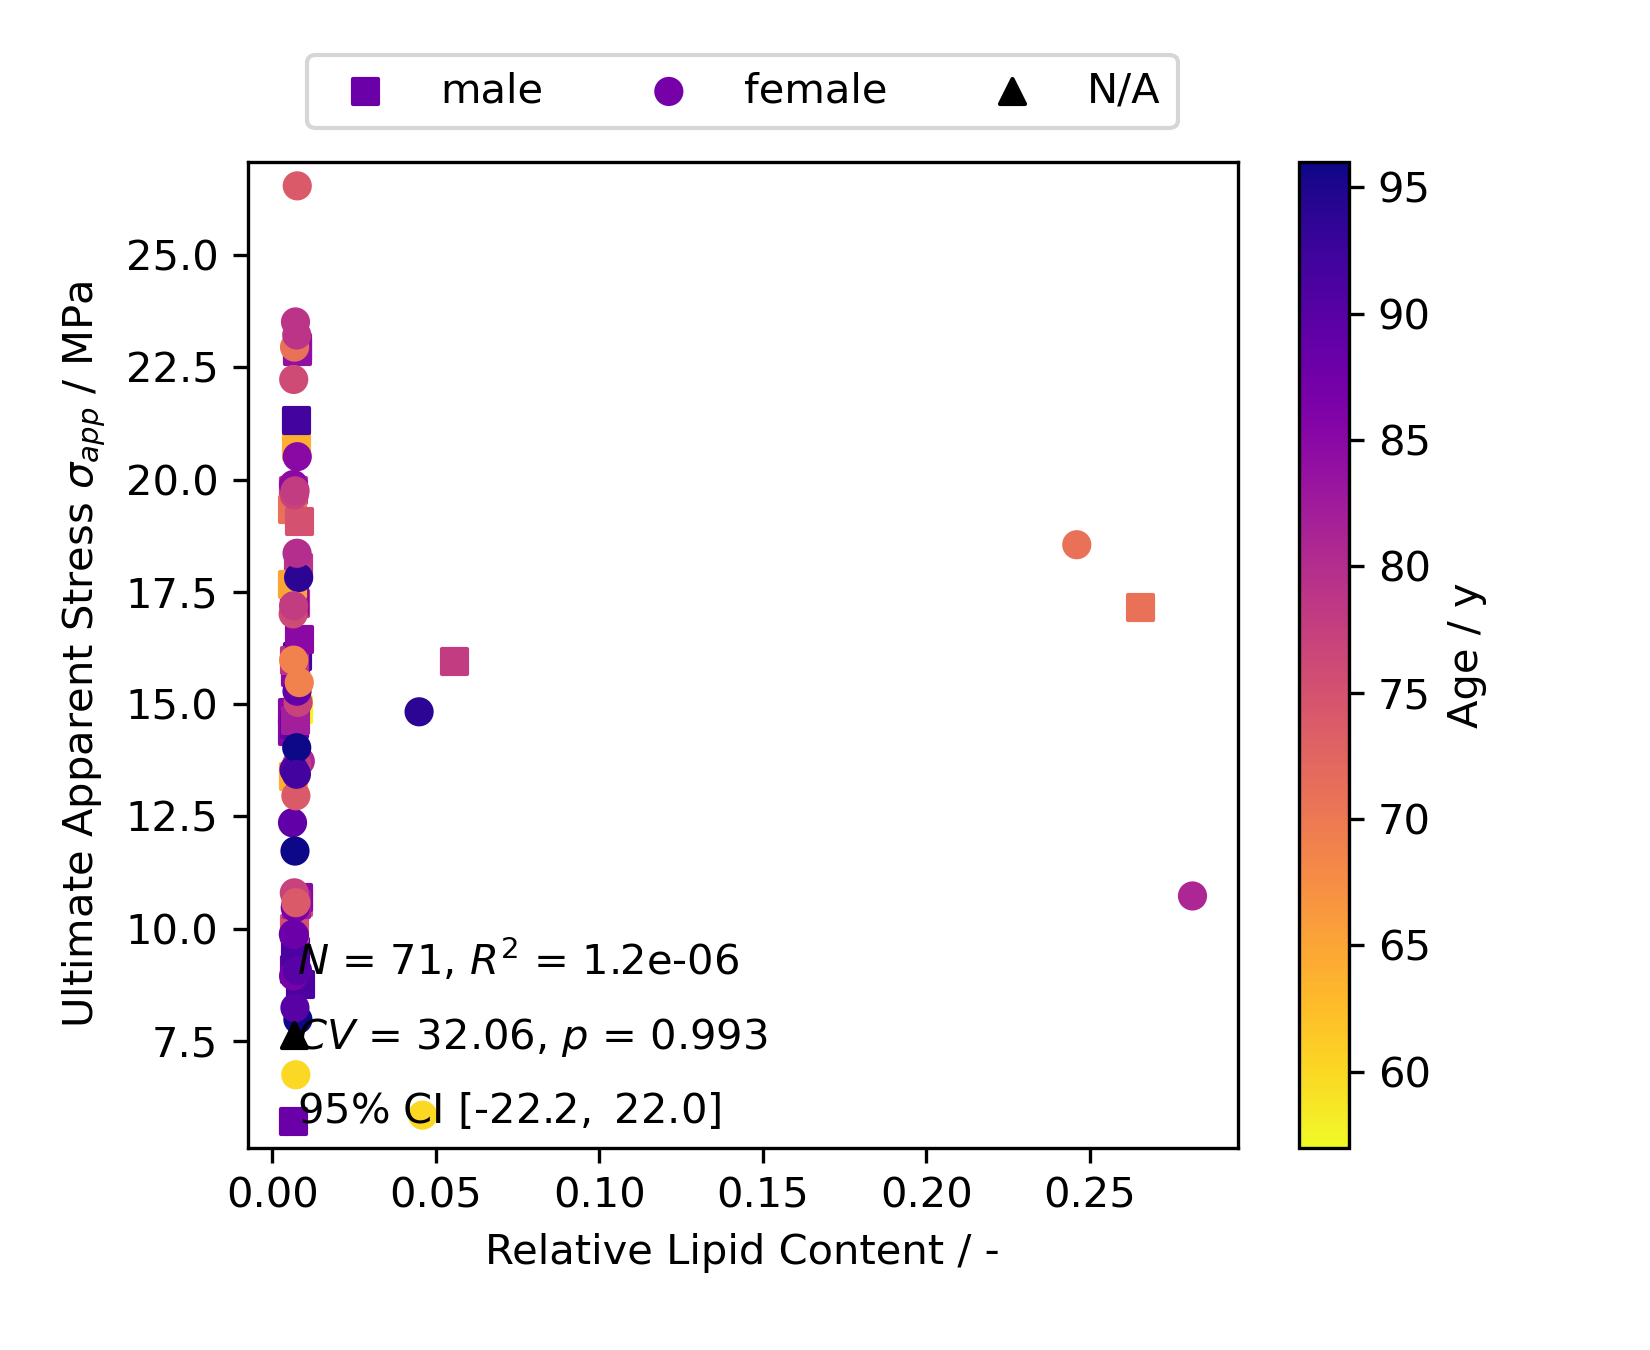 male female N/A
Ultimate Apparent Stress σapp / MPa
25.0
22.5
20.0
17.5
15.0
12.5
10.0
7.5
N = 71, R² = 1.2e-06
CV = 32.06, p = 0.993
95% CI [-22.2, 22.0]
0.00 0.05 0.10 0.15 0.20 0.25
Relative Lipid Content / -
95
90
85
80
75
70
65
60
Age / y